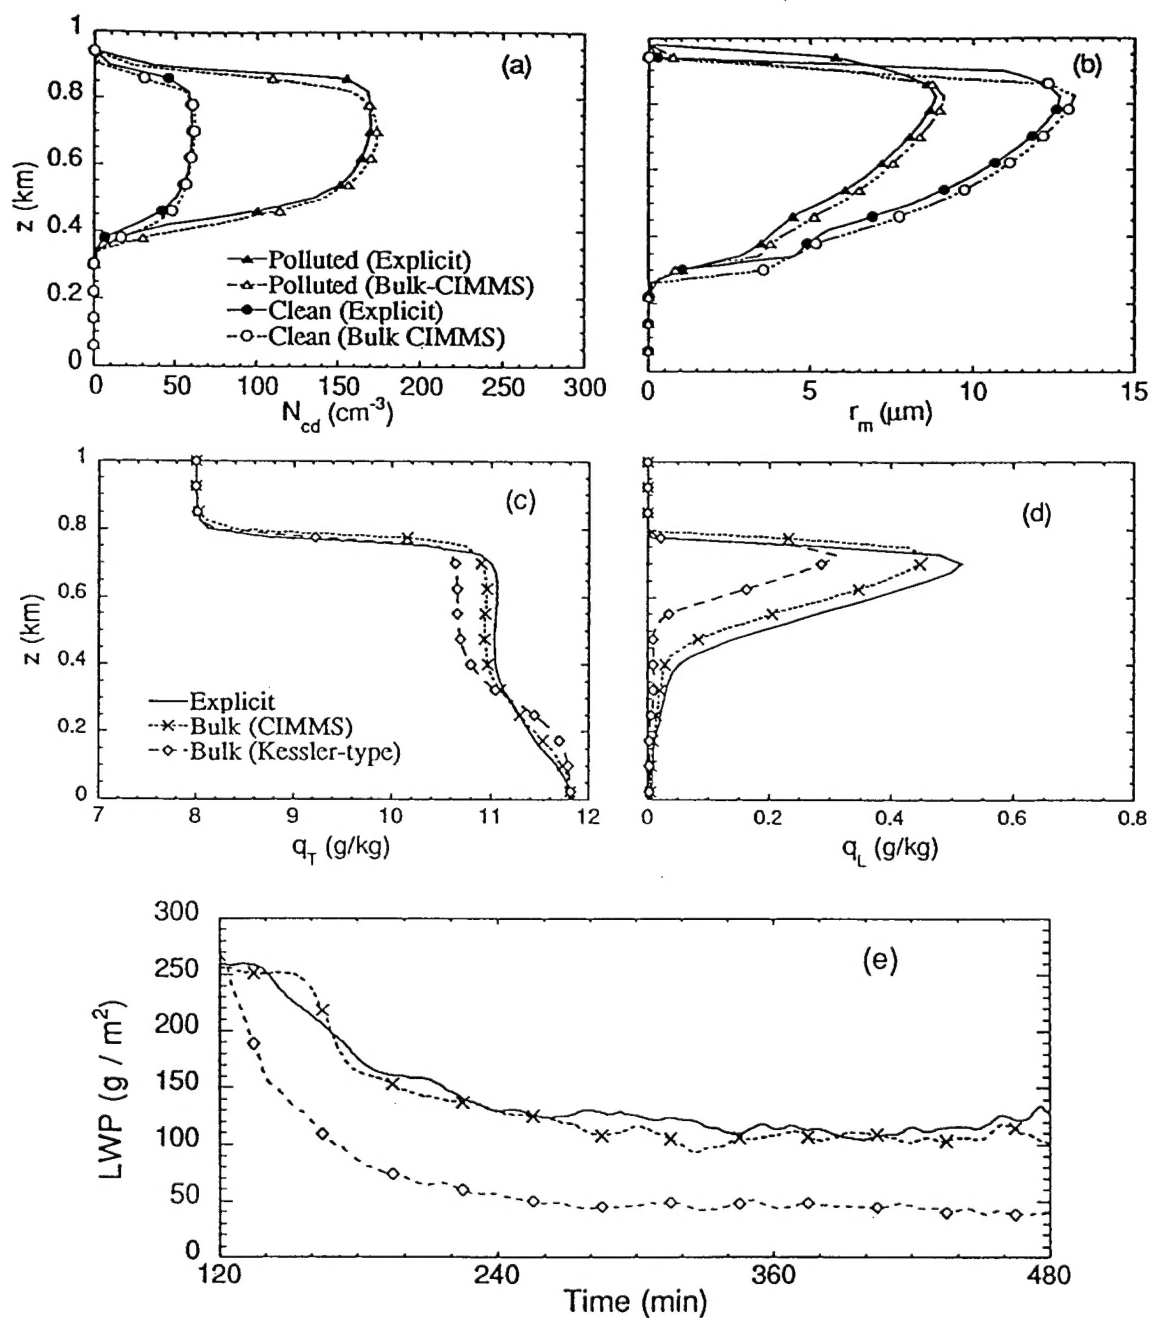 1
0.8
0.6
0.4
0.2
0
z (km)
(a)
Polluted (Explicit)
Polluted (Bulk-CIMMS)
Clean (Explicit)
Clean (Bulk CIMMS)
0 50 100 150 200 250 300
N_cd (cm^-3)
(b)
0 5 10 15
r_m (μm)
1
0.8
0.6
0.4
0.2
0
z (km)
(c)
Explicit
Bulk (CIMMS)
Bulk (Kessler-type)
7 8 9 10 11 12
q_T (g/kg)
(d)
0 0.2 0.4 0.6 0.8
q_L (g/kg)
300
250
200
150
100
50
0
LWP (g / m²)
(e)
120 240 360 480
Time (min)